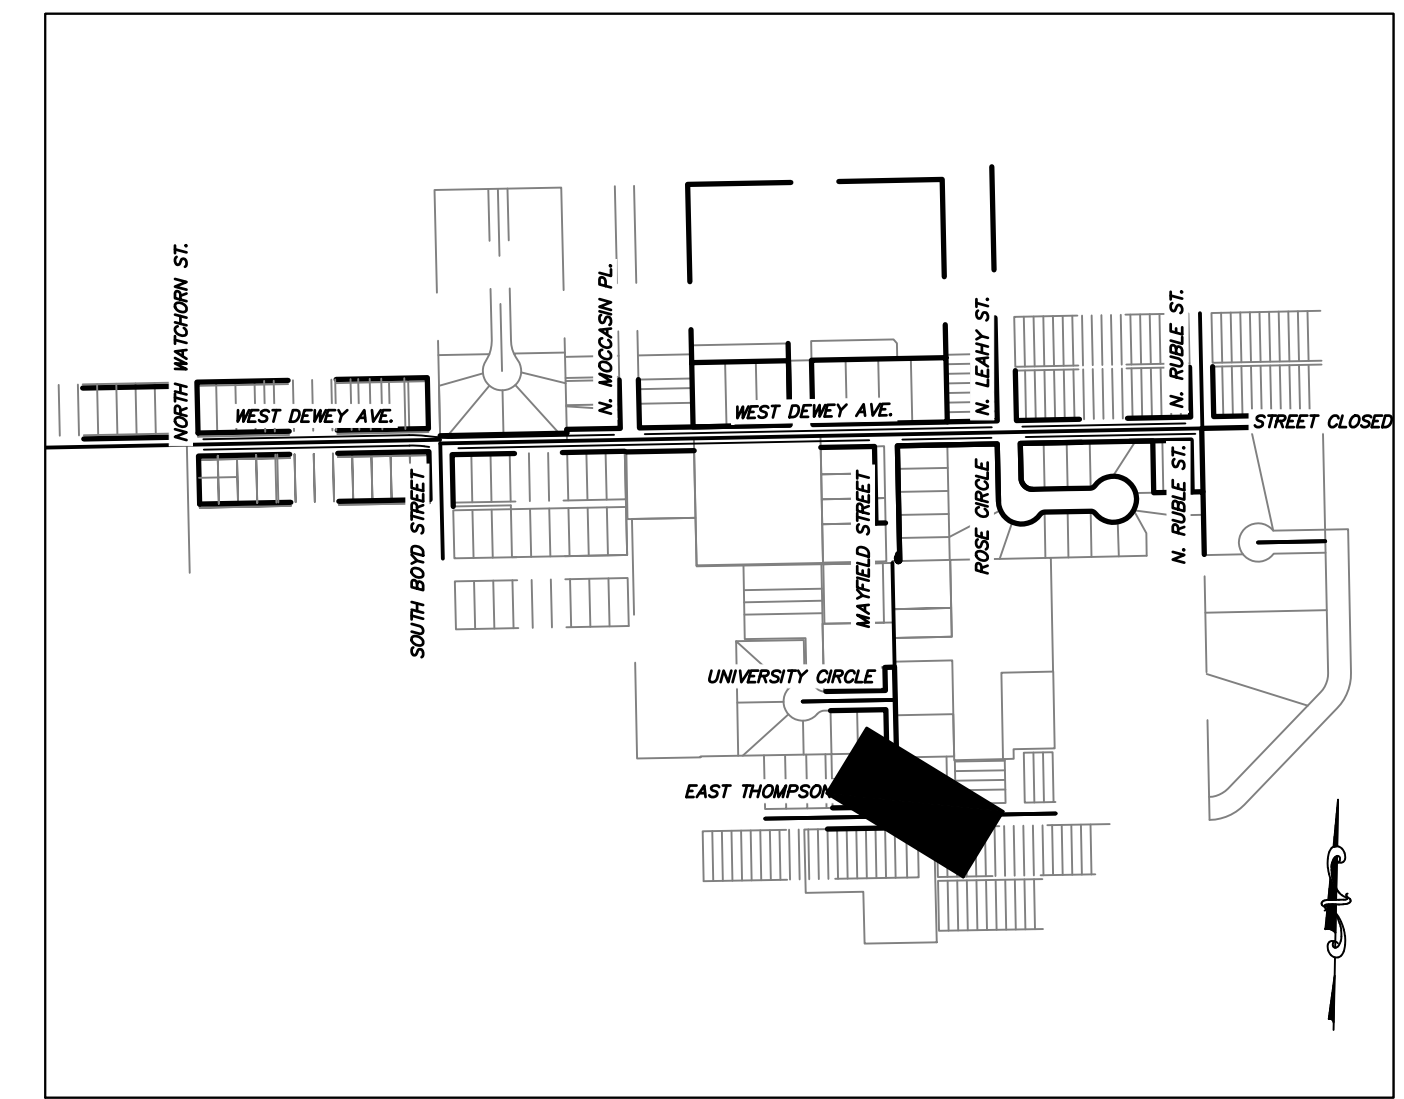 NORTH WATCHORN ST.
N. MOCCASIN PL.
N. LEAHY ST.
N. RUBLE ST.
WEST DEWEY AVE.
WEST DEWEY AVE.
STREET CLOSED
SOUTH BOYD STREET
MAYFIELD STREET
ROSE CIRCLE
N. RUBLE ST.
UNIVERSITY CIRCLE
EAST THOMPSON